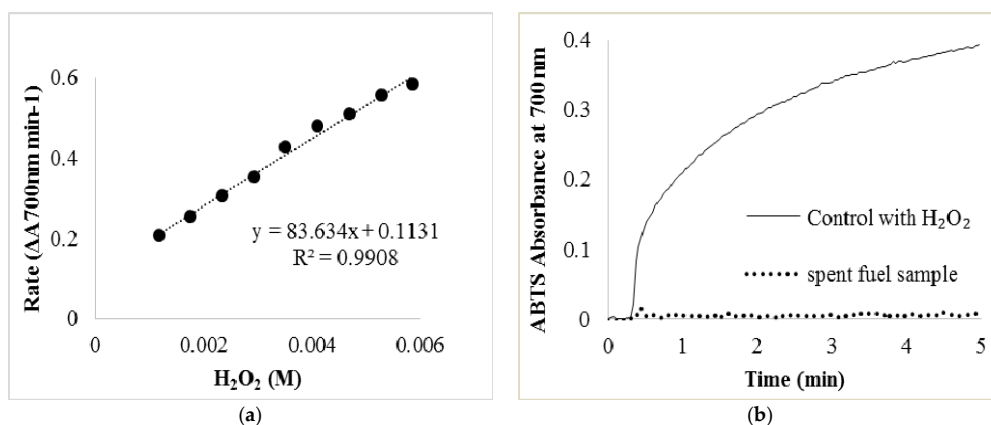 Rate (ΔA700nm min-1)
0.6
0.4
0.2
0
y = 83.634x + 0.1131
R² = 0.9908
0 0.002 0.004 0.006
H₂O₂ (M)
(a)
ABTS Absorbance at 700 nm
0.4
0.3
0.2
0.1
0
Control with H₂O₂
spent fuel sample
0 1 2 3 4 5
Time (min)
(b)